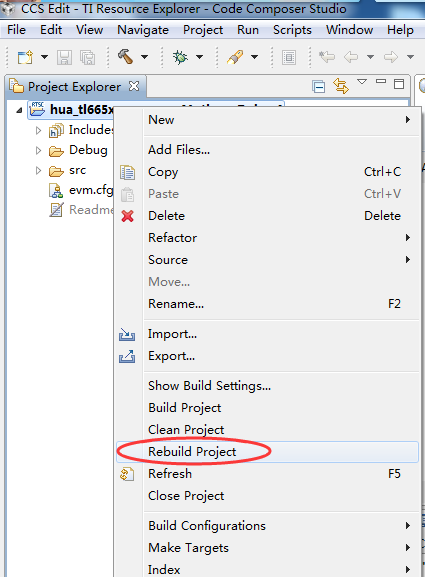 CCS Edit - TI Resource Explorer - Code Composer Studio
File Edit View Navigate Project Run Scripts Window Help
Project Explorer
RTSC
hua_tl665x
New
Includes
Add Files...
Debug
Copy Ctrl+C
src
Paste Ctrl+V
evm.cfg
Delete Delete
Readme
Refactor
Source
Move...
Rename... F2
Import...
Export...
Show Build Settings...
Build Project
Clean Project
Rebuild Project
Refresh F5
Close Project
Build Configurations
Make Targets
Index